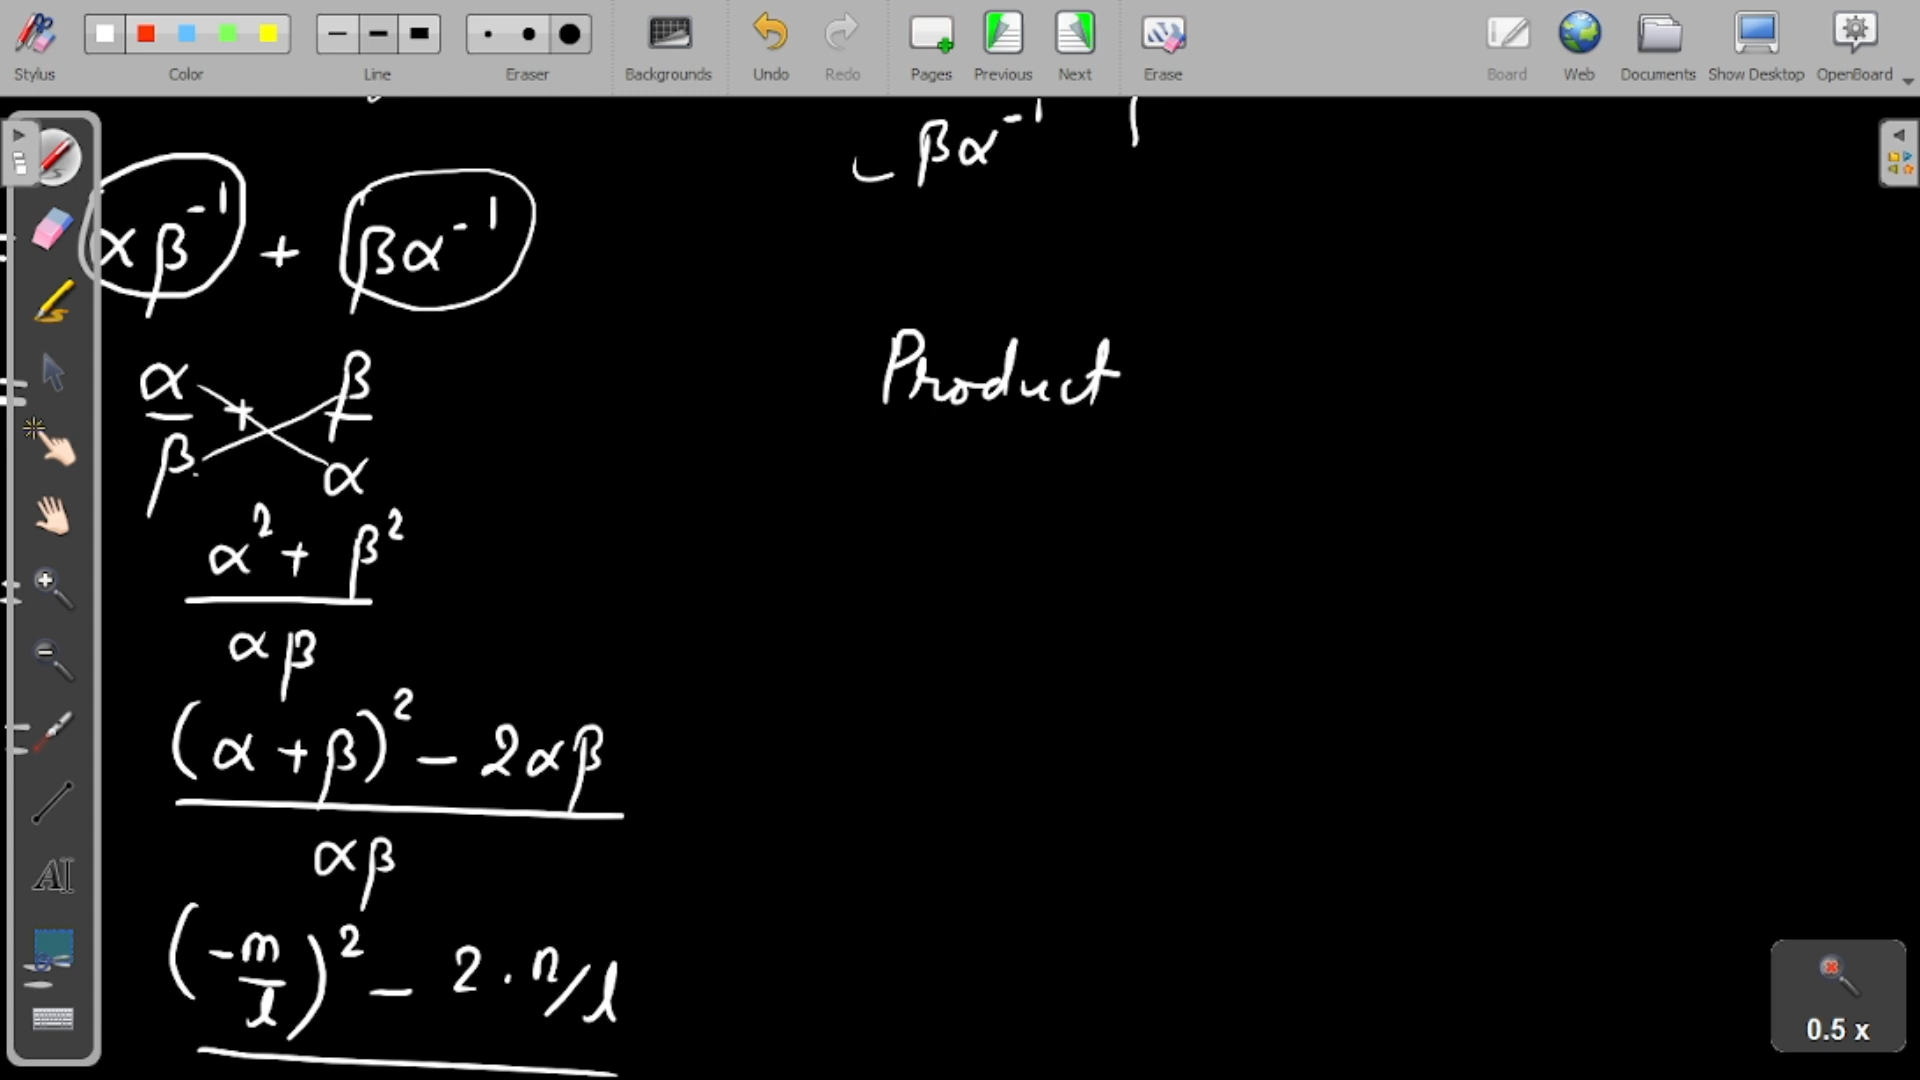 Stylus Color Line Eraser Backgrounds Undo Redo Pages Previous Next Erase Board Web Documents Show Desktop OpenBoard
βα⁻¹
αβ⁻¹ + βα⁻¹
α/β + β/α
Product
α² + β²
αβ
(α + β)² - 2αβ
αβ
(-m/l)² - 2 . n/l
AI
0.5 x